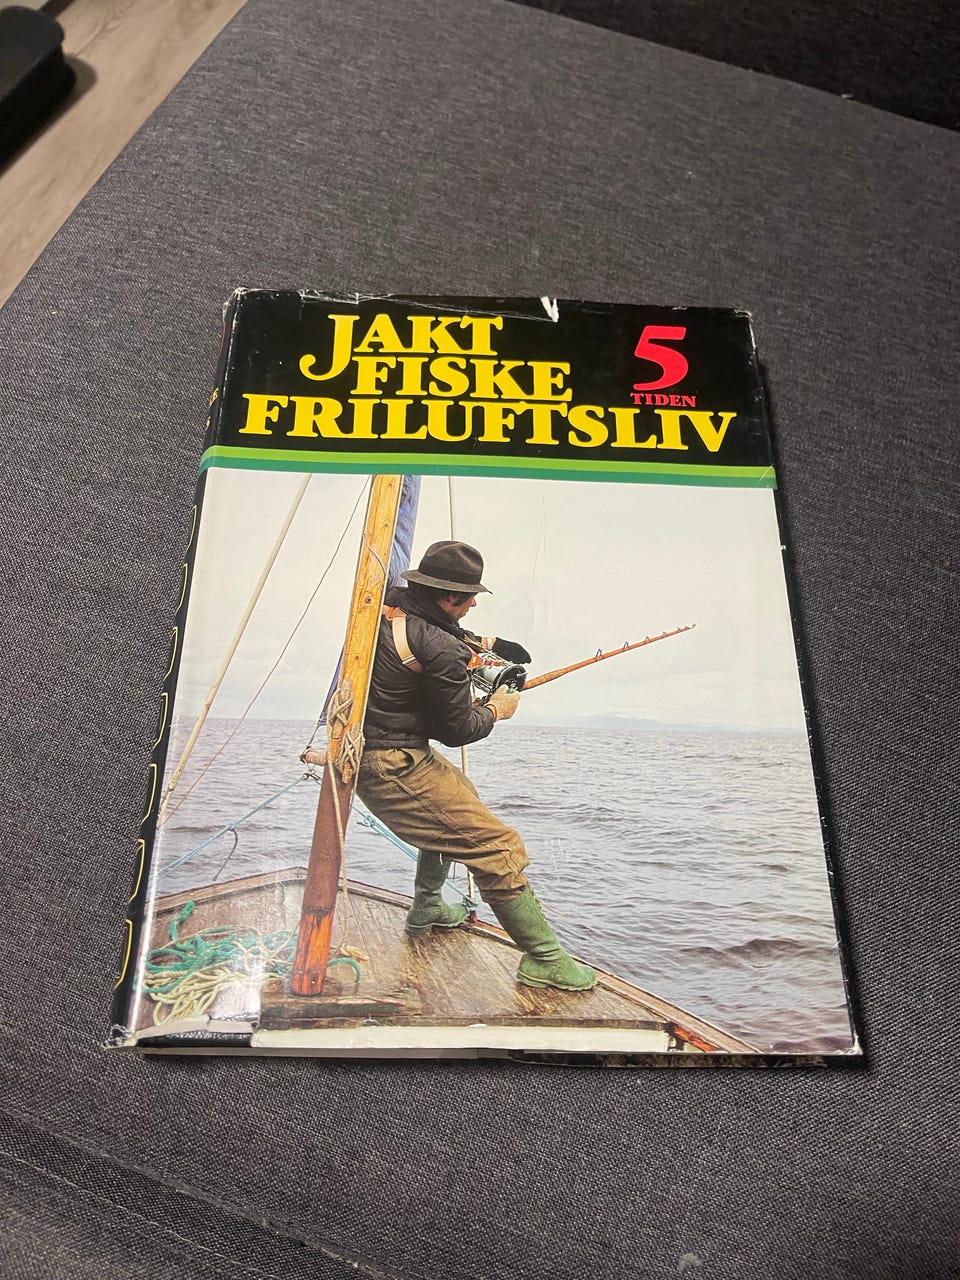 JAKT
FISKE
FRILUFTSLIV
5
TIDEN